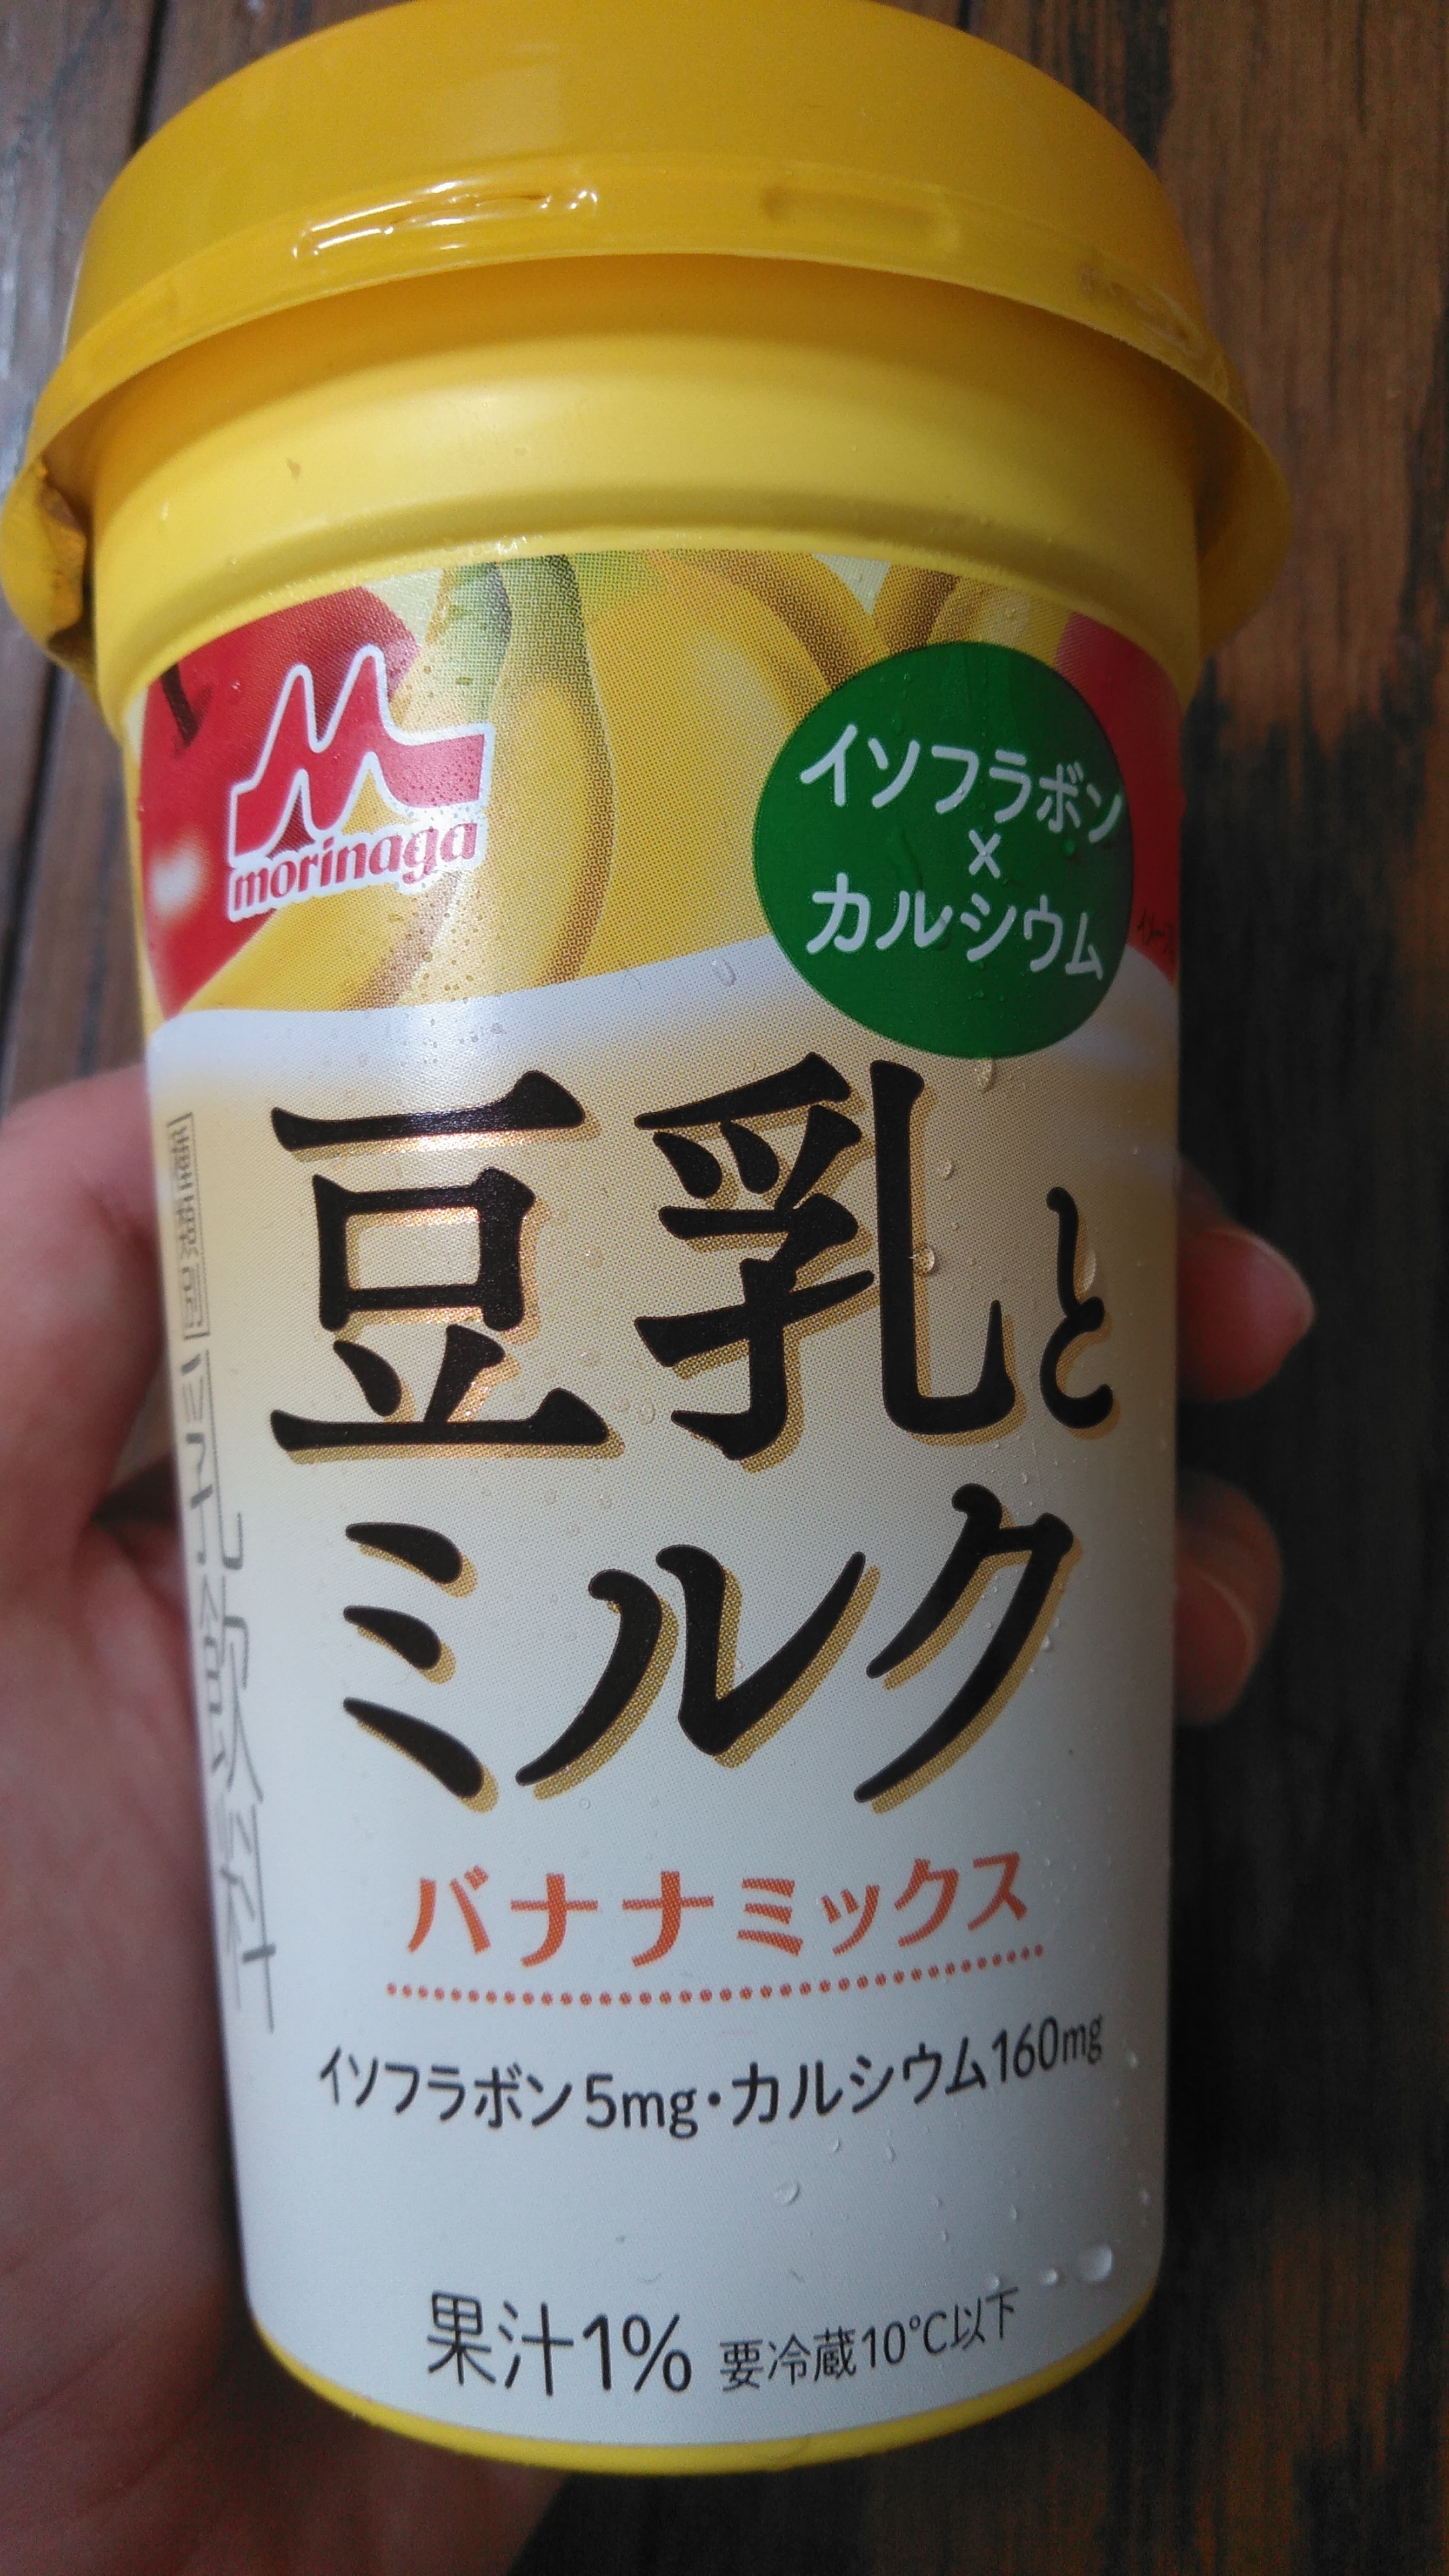 morinaga
イソフラボン
×
カルシウム
豆乳と
ミルク
バナナミックス
イソフラボン5mg・カルシウム160mg
果汁1% 要冷蔵10℃以下
種類別 乳飲料